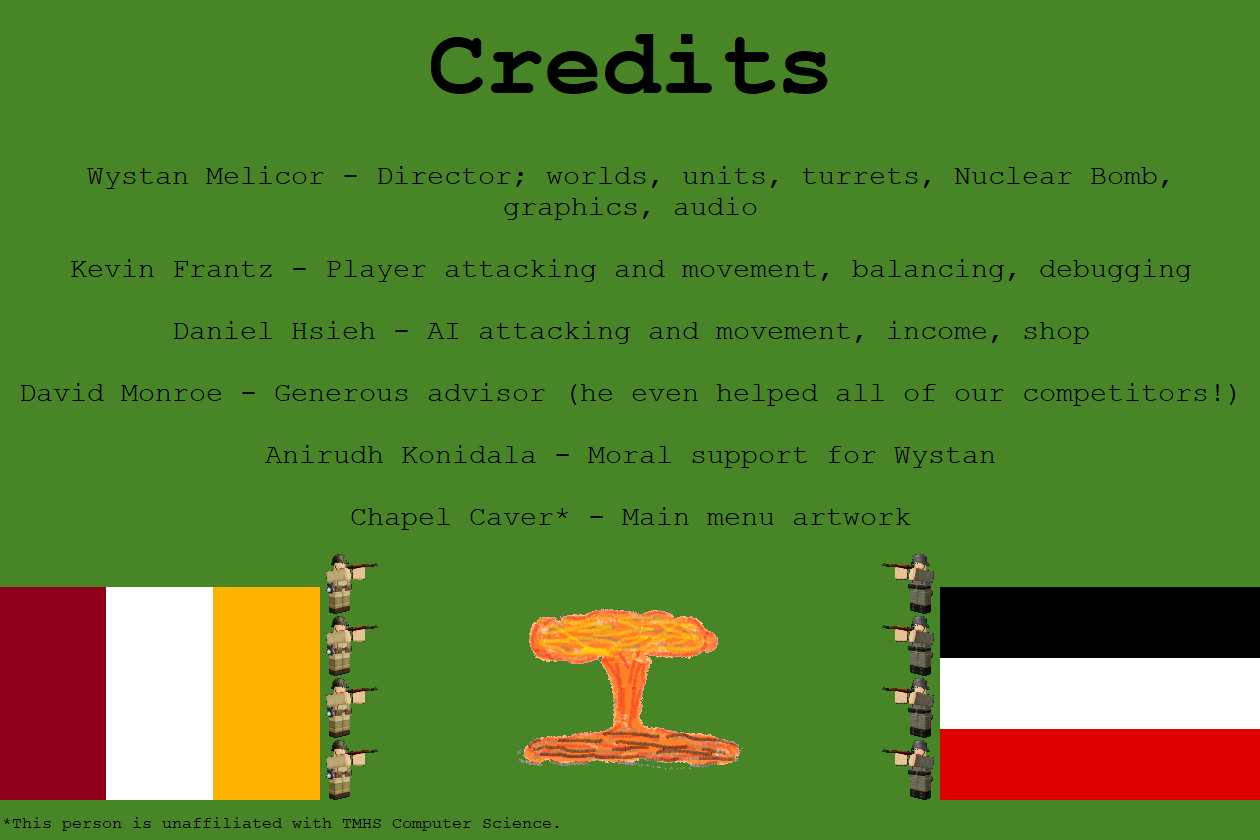 Credits
Wystan Melicor - Director; worlds, units, turrets, Nuclear Bomb,
graphics, audio
Kevin Frantz - Player attacking and movement, balancing, debugging
Daniel Hsieh - AI attacking and movement, income, shop
David Monroe - Generous advisor (he even helped all of our competitors!)
Anirudh Konidala - Moral support for Wystan
Chapel Caver* - Main menu artwork
*This person is unaffiliated with TMHS Computer Science.